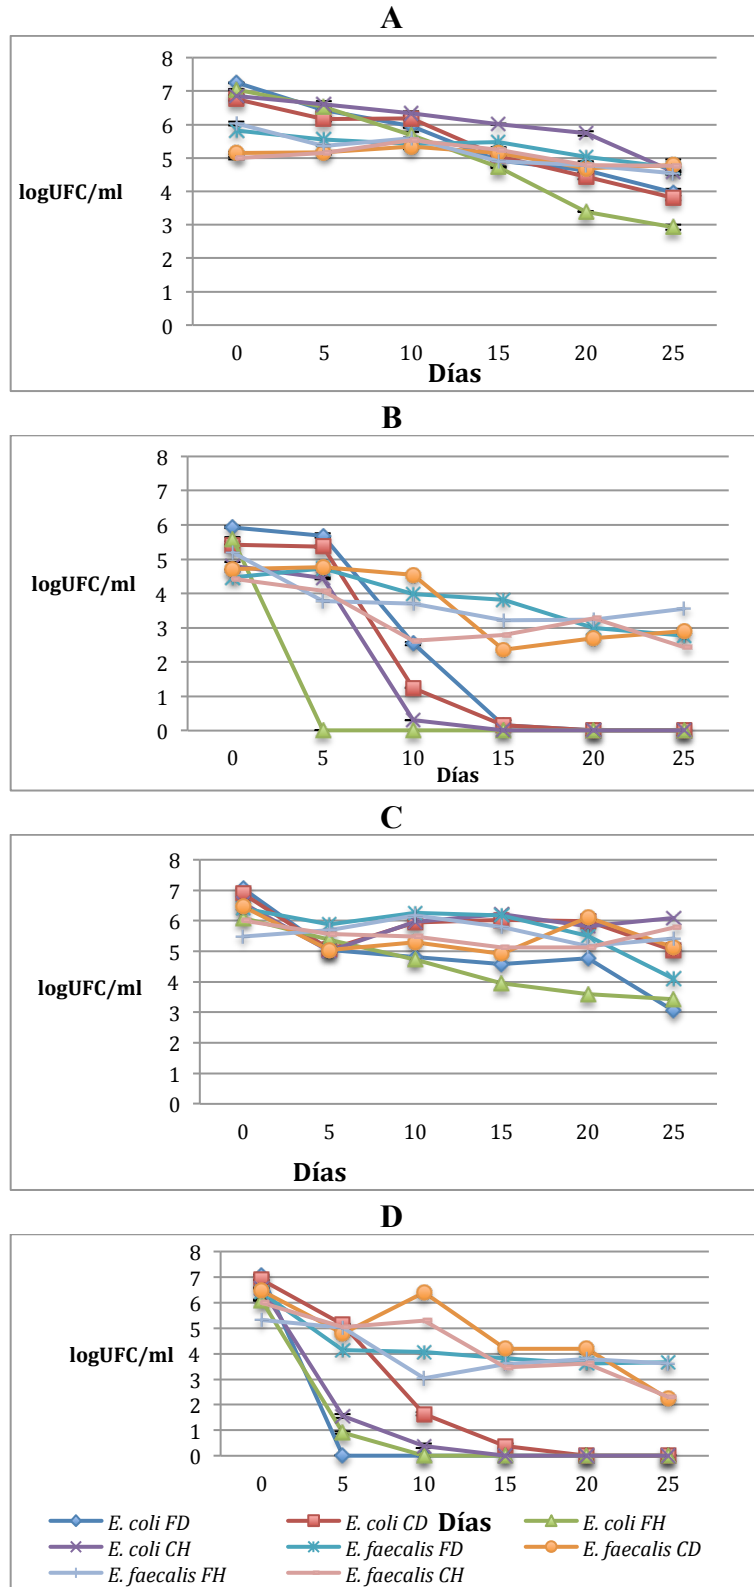 A
8
7
6
5
4
3
2
1
0
logUFC/ml
0 5 10 15 20 25
Días
B
8
7
6
5
4
3
2
1
0
logUFC/ml
0 5 10 15 20 25
Días
C
8
7
6
5
4
3
2
1
0
logUFC/ml
0 5 10 15 20 25
Días
D
8
7
6
5
4
3
2
1
0
logUFC/ml
0 5 10 15 20 25
Días
E. coli FD E. coli CD E. coli FH
E. coli CH E. faecalis FD E. faecalis CD
E. faecalis FH E. faecalis CH